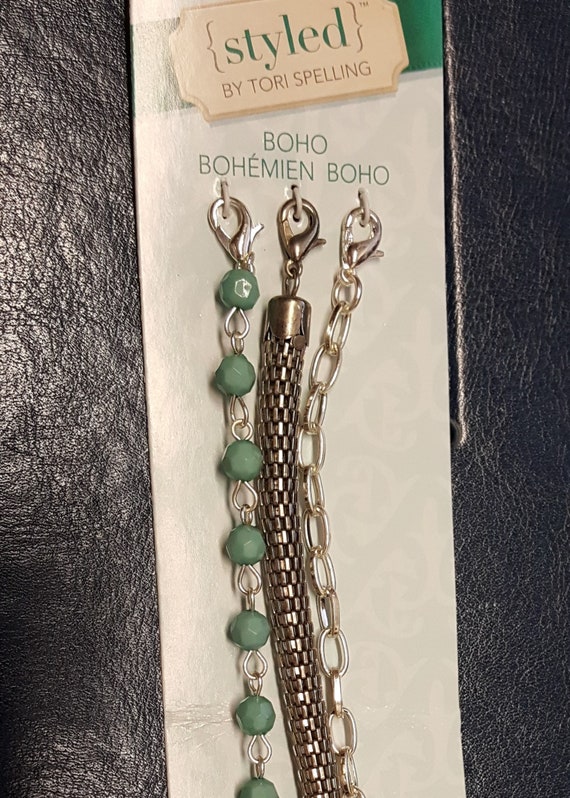 {styled}™
BY TORI SPELLING
BOHO
BOHÉMIEN BOHO